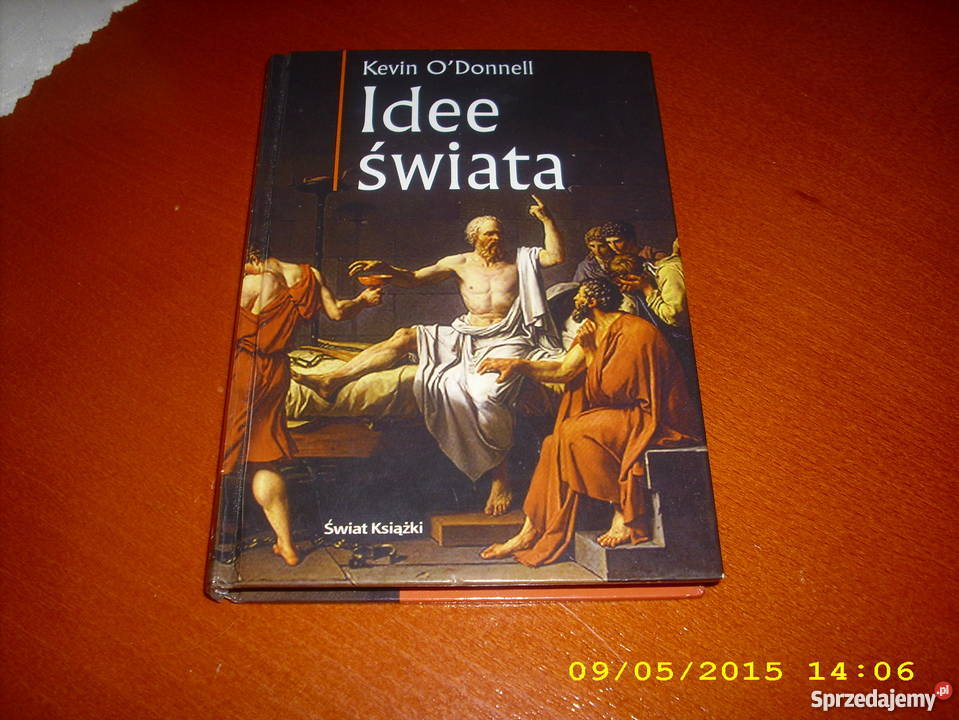 Kevin O'Donnell
Idee
świata
Świat Książki
09/05/2015 14:06
Sprzedajemy.pl